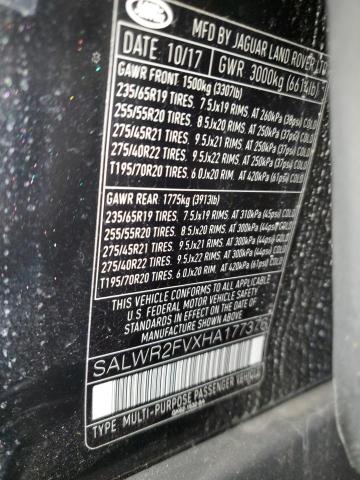 LAND ROVER
MFD BY JAGUAR LAND ROVER LTD
DATE: 10/17 GWR 3000kg (6614lb)
GAWR FRONT: 1500kg (3307lb)
235/65R19 TIRES. 7.5Jx19 RIMS. AT 260kPa (38psi) COLD
255/55R20 TIRES. 8.5Jx20 RIMS. AT 250kPa (37psi) COLD
275/45R21 TIRES. 9.5Jx21 RIMS. AT 250kPa (37psi) COLD
275/40R22 TIRES. 9.5Jx22 RIMS. AT 250kPa (37psi) COLD
T195/70R20 TIRES. 6.0Jx20 RIM. AT 420kPa (61psi) COLD
GAWR REAR: 1775kg (3913lb)
235/65R19 TIRES. 7.5Jx19 RIMS. AT 310kPa (45psi) COLD
255/55R20 TIRES. 8.5Jx20 RIMS. AT 300kPa (44psi) COLD
275/45R21 TIRES. 9.5Jx21 RIMS. AT 300kPa (44psi) COLD
275/40R22 TIRES. 9.5Jx22 RIMS. AT 300kPa (44psi) COLD
T195/70R20 TIRES. 6.0Jx20 RIM. AT 420kPa (61psi) COLD
THIS VEHICLE CONFORMS TO ALL APPLICABLE
U.S. FEDERAL MOTOR VEHICLE SAFETY
STANDARDS IN EFFECT ON THE DATE OF
MANUFACTURE SHOWN ABOVE.
SALWR2FVXHA17737
TYPE: MULTI-PURPOSE PASSENGER VEHICLE